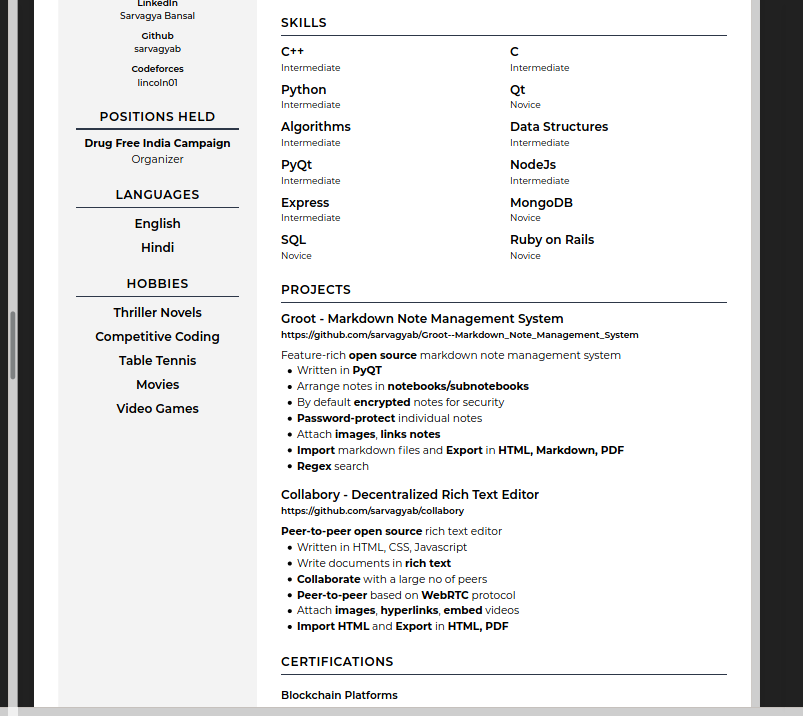 LinkedIn
Sarvagya Bansal
Github
sarvagyab
Codeforces
lincoln01
POSITIONS HELD
Drug Free India Campaign
Organizer
LANGUAGES
English
Hindi
HOBBIES
Thriller Novels
Competitive Coding
Table Tennis
Movies
Video Games
SKILLS
C++
Intermediate
C
Intermediate
Python
Intermediate
Qt
Novice
Algorithms
Intermediate
Data Structures
Intermediate
PyQt
Intermediate
NodeJs
Intermediate
Express
Intermediate
MongoDB
Novice
SQL
Novice
Ruby on Rails
Novice
PROJECTS
Groot - Markdown Note Management System
https://github.com/sarvagyab/Groot--Markdown_Note_Management_System
Feature-rich open source markdown note management system
• Written in PyQT
• Arrange notes in notebooks/subnotebooks
• By default encrypted notes for security
• Password-protect individual notes
• Attach images, links notes
• Import markdown files and Export in HTML, Markdown, PDF
• Regex search
Collabory - Decentralized Rich Text Editor
https://github.com/sarvagyab/collabory
Peer-to-peer open source rich text editor
• Written in HTML, CSS, Javascript
• Write documents in rich text
• Collaborate with a large no of peers
• Peer-to-peer based on WebRTC protocol
• Attach images, hyperlinks, embed videos
• Import HTML and Export in HTML, PDF
CERTIFICATIONS
Blockchain Platforms